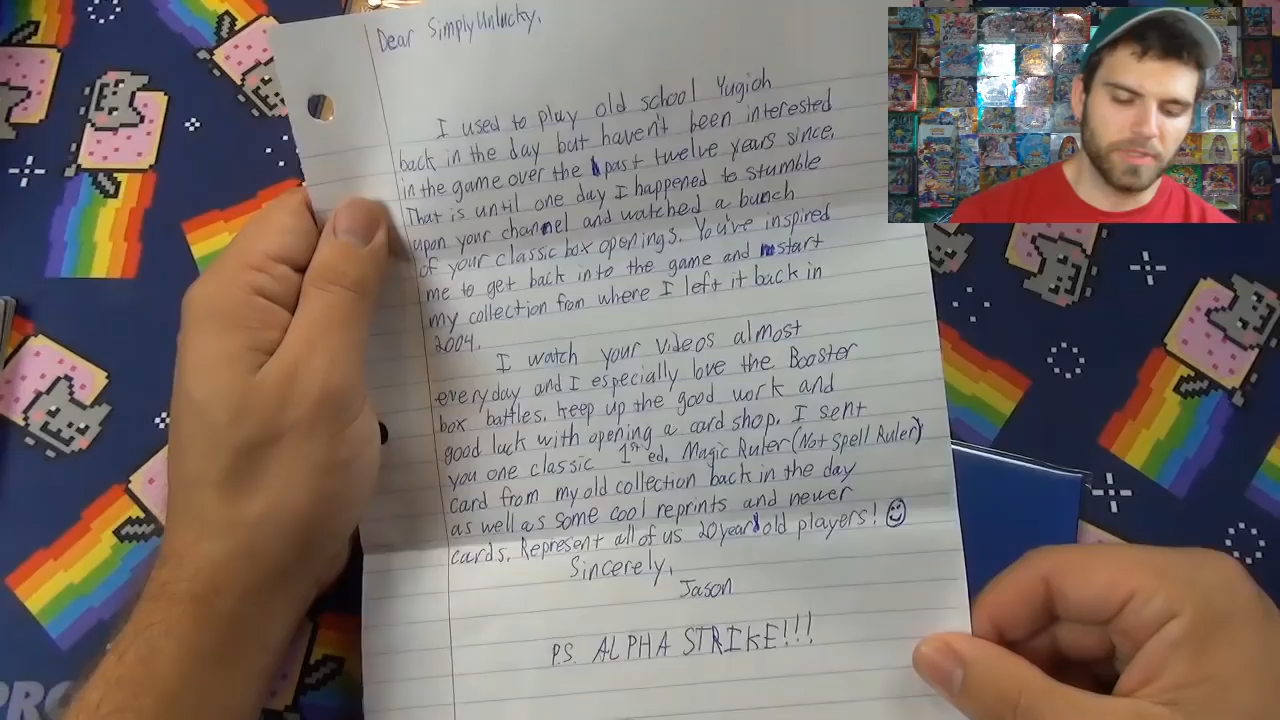 Dear SimplyUnlucky,
I used to play old school Yugioh
back in the day but haven't been interested
in the game over the past twelve years since.
That is until one day I happened to stumble
upon your channel and watched a bunch
of your classic box openings. You've inspired
me to get back into the game and start
my collection from where I left it back in
2004.
I watch your videos almost
everyday and I especially love the Booster
box battles. Keep up the good work and
good luck with opening a card shop. I sent
you one classic 1st ed. Magic Ruler (Not Spell Ruler)
card from my old collection back in the day
as well as some cool reprints and newer
cards. Represent all of us 20 year old players! ☺
Sincerely,
Jason
P.S. ALPHA STRIKE!!!
PRO